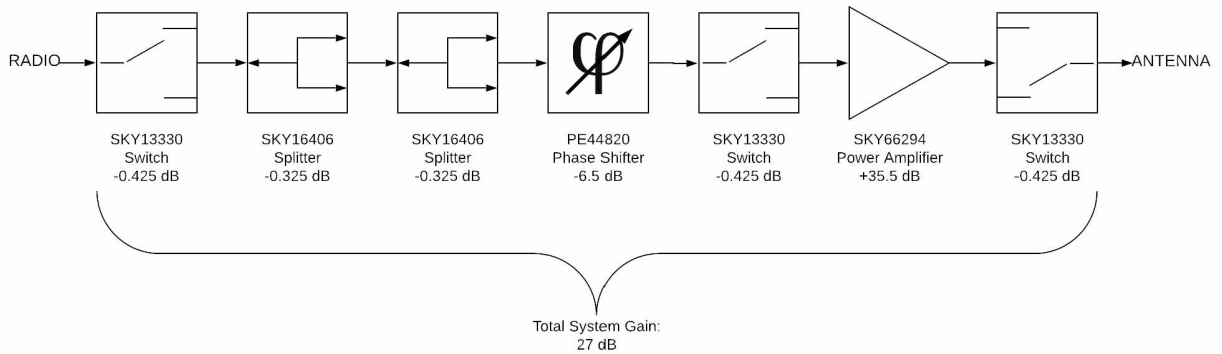 RADIO
ANTENNA
SKY13330
Switch
-0.425 dB
SKY16406
Splitter
-0.325 dB
SKY16406
Splitter
-0.325 dB
φ
PE44820
Phase Shifter
-6.5 dB
SKY13330
Switch
-0.425 dB
SKY66294
Power Amplifier
+35.5 dB
SKY13330
Switch
-0.425 dB
Total System Gain:
27 dB